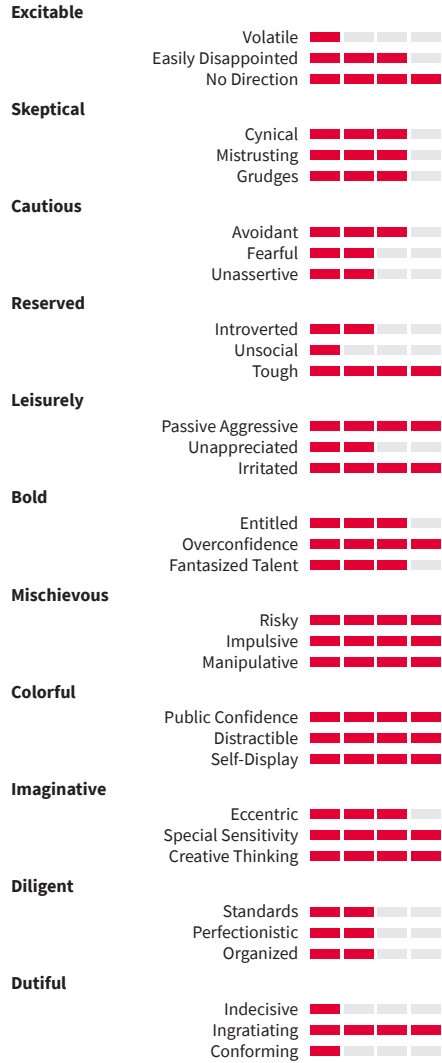 Excitable
Volatile
Easily Disappointed
No Direction
Skeptical
Cynical
Mistrusting
Grudges
Cautious
Avoidant
Fearful
Unassertive
Reserved
Introverted
Unsocial
Tough
Leisurely
Passive Aggressive
Unappreciated
Irritated
Bold
Entitled
Overconfidence
Fantasized Talent
Mischievous
Risky
Impulsive
Manipulative
Colorful
Public Confidence
Distractible
Self-Display
Imaginative
Eccentric
Special Sensitivity
Creative Thinking
Diligent
Standards
Perfectionistic
Organized
Dutiful
Indecisive
Ingratiating
Conforming